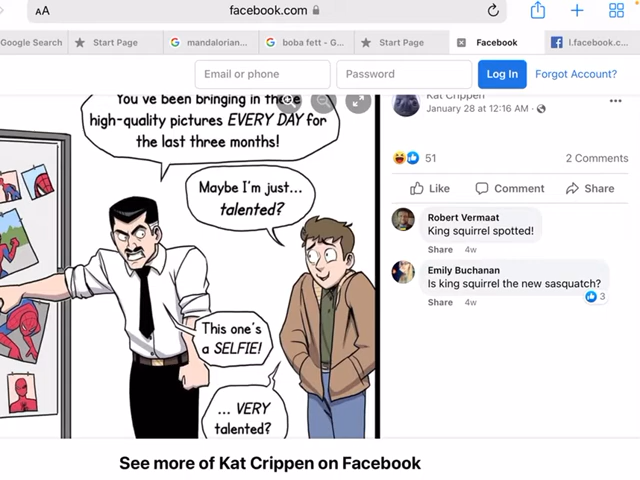 AA
facebook.com
Google Search
Start Page
mandalorian...
boba fett - G...
Start Page
Facebook
l.facebook.c...
Email or phone
Password
Log In
Forgot Account?
You've been bringing in these
high-quality pictures EVERY DAY for
the last three months!
Maybe I'm just...
talented?
This one's
a SELFIE!
... VERY
talented?
Kat Crippen
January 28 at 12:16 AM ·
51
2 Comments
Like
Comment
Share
Robert Vermaat
King squirrel spotted!
Share 4w
Emily Buchanan
Is king squirrel the new sasquatch?
3
Share 4w
See more of Kat Crippen on Facebook